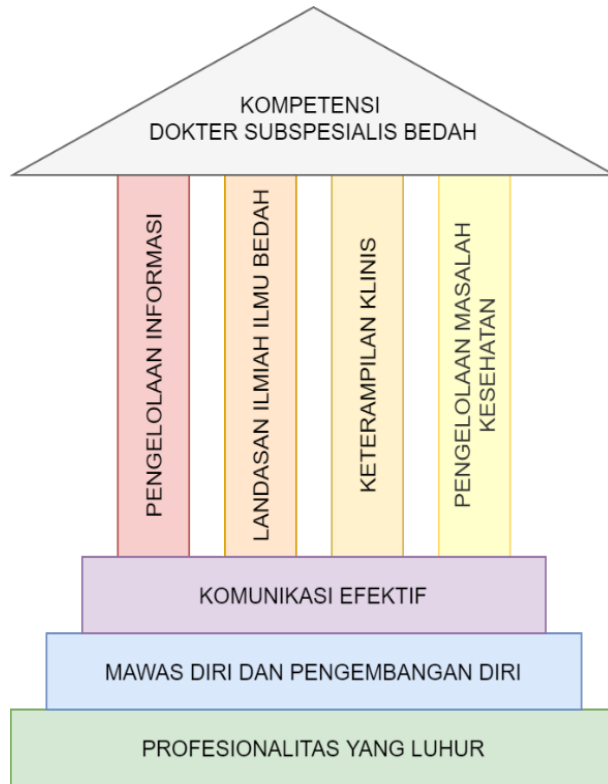 KOMPETENSI
DOKTER SUBSPESIALIS BEDAH
PENGELOLAAN INFORMASI
LANDASAN ILMIAH ILMU BEDAH
KETERAMPILAN KLINIS
PENGELOLAAN MASALAH
KESEHATAN
KOMUNIKASI EFEKTIF
MAWAS DIRI DAN PENGEMBANGAN DIRI
PROFESIONALITAS YANG LUHUR